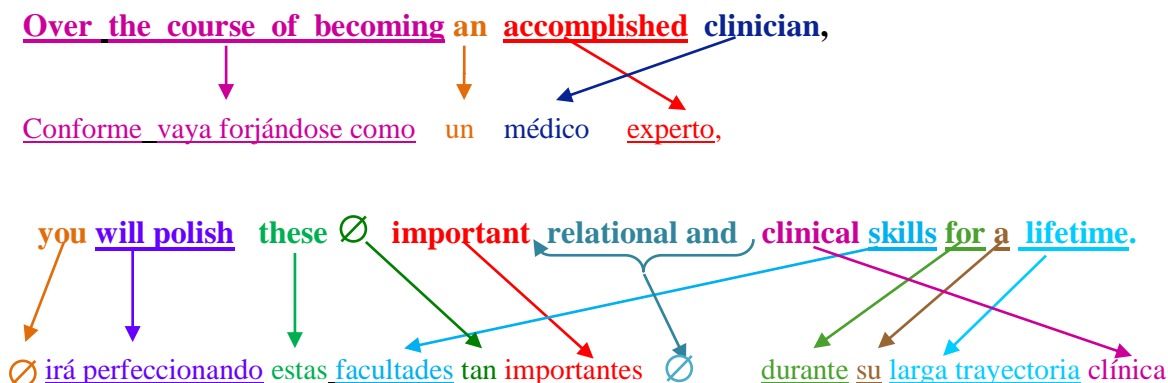 Over the course of becoming an accomplished clinician,
Conforme vaya forjándose como un médico experto,
you will polish these ∅ important relational and clinical skills for a lifetime.
∅ irá perfeccionando estas facultades tan importantes ∅ durante su larga trayectoria clínica